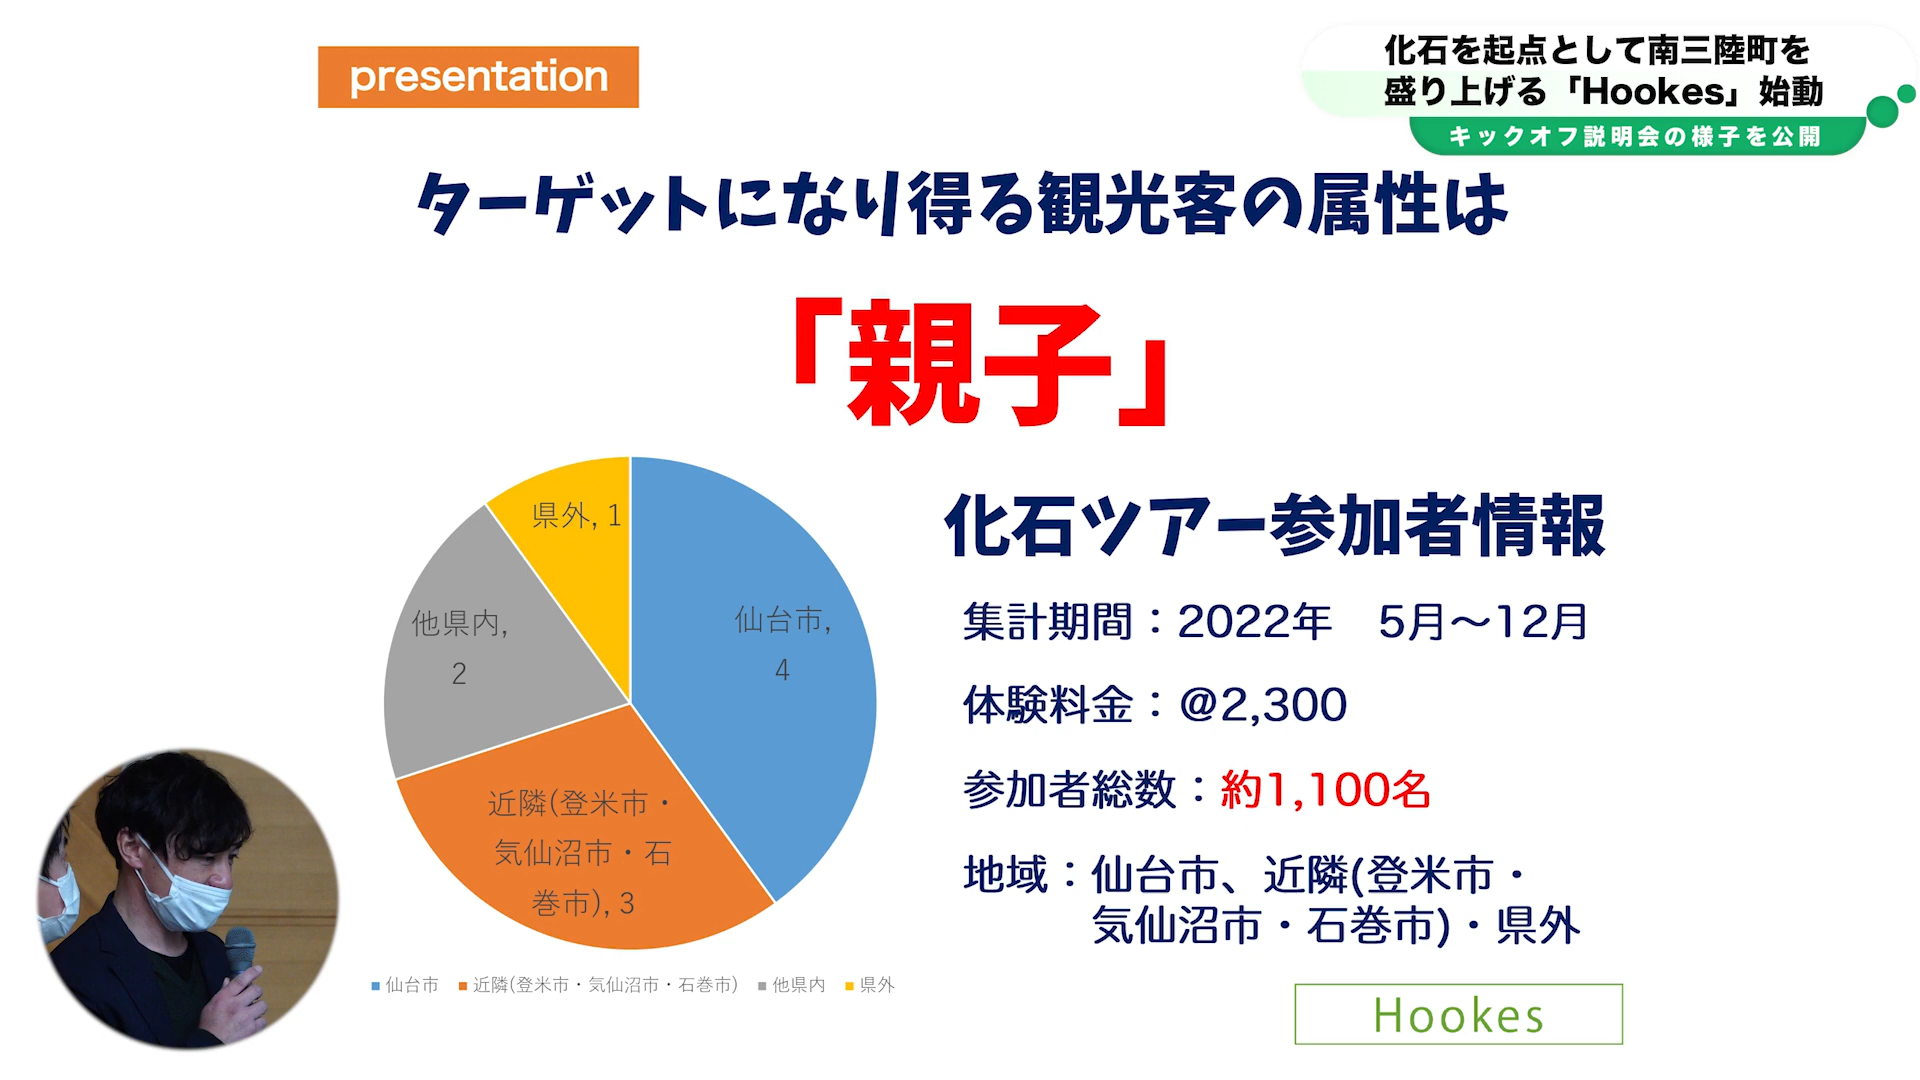 presentation
化石を起点として南三陸町を
盛り上げる「Hookes」始動
キックオフ説明会の様子を公開
ターゲットになり得る観光客の属性は
「親子」
県外, 1
仙台市,
4
他県内,
2
近隣(登米市・
気仙沼市・石
巻市), 3
仙台市 近隣(登米市・気仙沼市・石巻市) 他県内 県外
化石ツアー参加者情報
集計期間：2022年　5月～12月
体験料金：@2,300
参加者総数：約1,100名
地域：仙台市、近隣(登米市・
気仙沼市・石巻市)・県外
Hookes